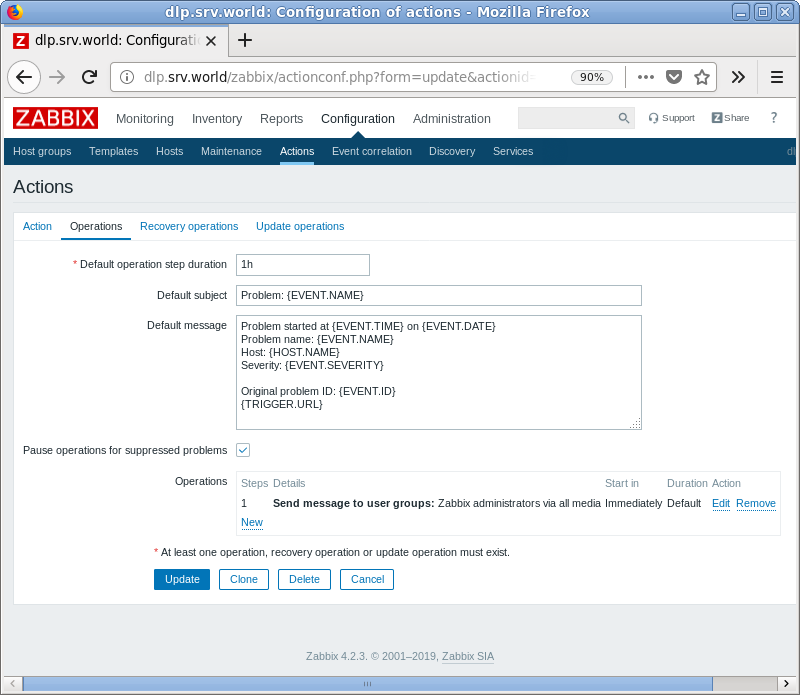 dlp.srv.world: Configuration of actions - Mozilla Firefox
Z dlp.srv.world: Configurati
dlp.srv.world/zabbix/actionconf.php?form=update&actionid= 90%
ZABBIX Monitoring Inventory Reports Configuration Administration Support Z Share ?
Host groups Templates Hosts Maintenance Actions Event correlation Discovery Services dl
Actions
Action Operations Recovery operations Update operations
* Default operation step duration 1h
Default subject Problem: {EVENT.NAME}
Default message Problem started at {EVENT.TIME} on {EVENT.DATE}
Problem name: {EVENT.NAME}
Host: {HOST.NAME}
Severity: {EVENT.SEVERITY}
Original problem ID: {EVENT.ID}
{TRIGGER.URL}
Pause operations for suppressed problems
Operations Steps Details Start in Duration Action
1 Send message to user groups: Zabbix administrators via all media Immediately Default Edit Remove
New
* At least one operation, recovery operation or update operation must exist.
Update Clone Delete Cancel
Zabbix 4.2.3. © 2001–2019, Zabbix SIA